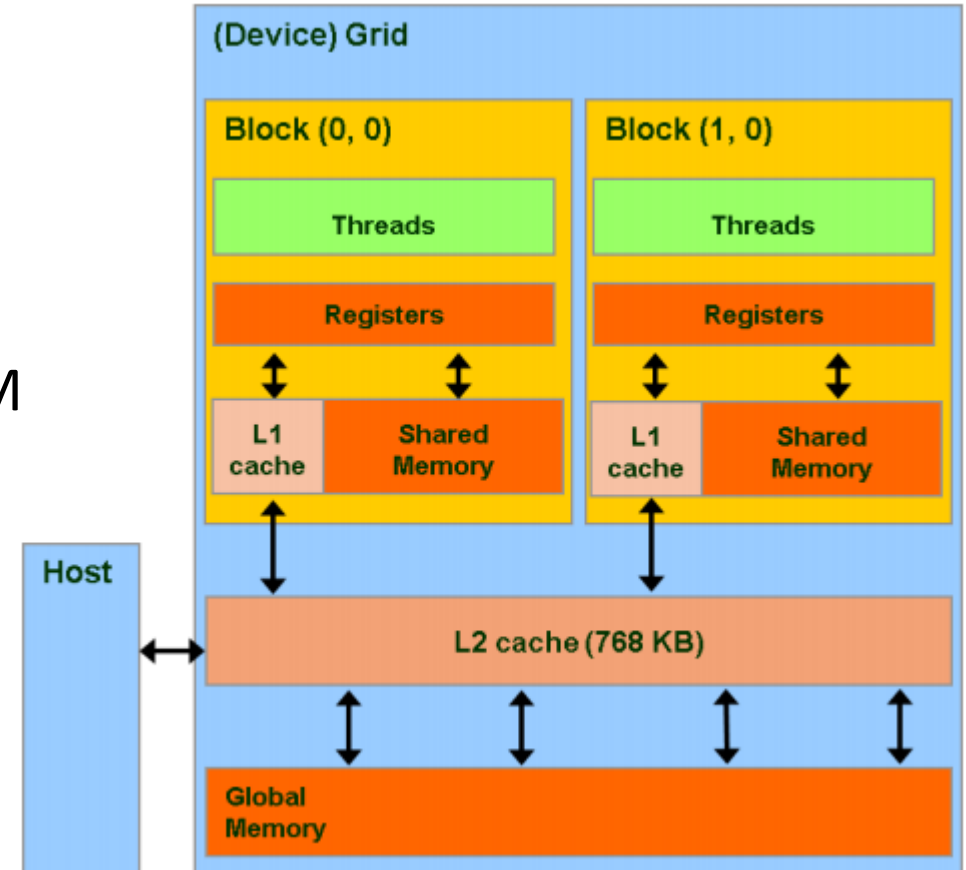 (Device) Grid
Block (0, 0)
Block (1, 0)
Threads
Threads
Registers
Registers
M
L1
cache
Shared
Memory
L1
cache
Shared
Memory
Host
L2 cache (768 KB)
Global
Memory